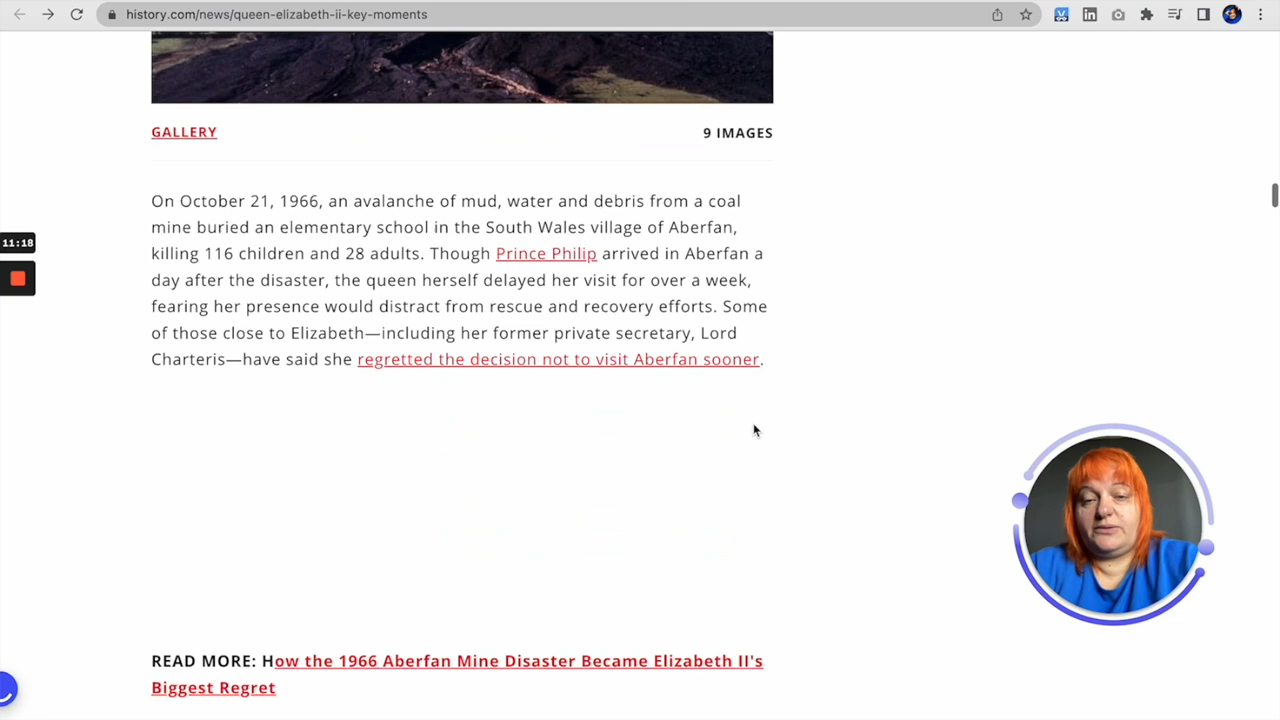 history.com/news/queen-elizabeth-ii-key-moments
GALLERY
9 IMAGES
On October 21, 1966, an avalanche of mud, water and debris from a coal
mine buried an elementary school in the South Wales village of Aberfan,
killing 116 children and 28 adults. Though Prince Philip arrived in Aberfan a
day after the disaster, the queen herself delayed her visit for over a week,
fearing her presence would distract from rescue and recovery efforts. Some
of those close to Elizabeth—including her former private secretary, Lord
Charteris—have said she regretted the decision not to visit Aberfan sooner.
11:18
READ MORE: How the 1966 Aberfan Mine Disaster Became Elizabeth II's
Biggest Regret